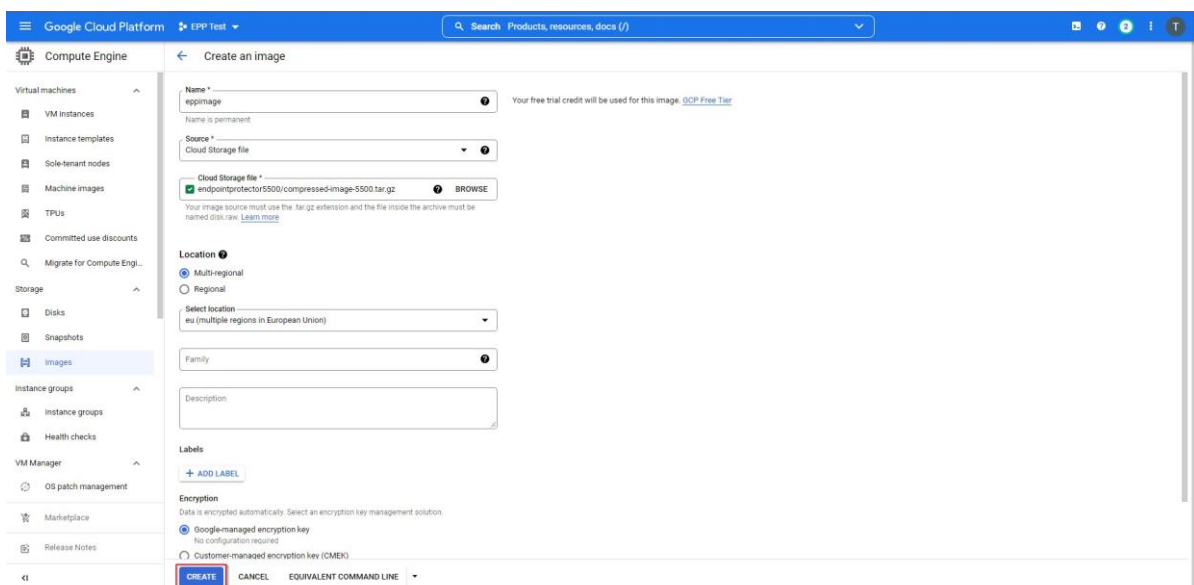 Google Cloud Platform EPP Test Search Products, resources, docs (/) 2 T
Compute Engine
Virtual machines
VM instances
Instance templates
Sole-tenant nodes
Machine images
TPUs
Committed use discounts
Migrate for Compute Engi...
Storage
Disks
Snapshots
Images
Instance groups
Instance groups
Health checks
VM Manager
OS patch management
Marketplace
Release Notes
Create an image
Name *
eppimage
Name is permanent
Your free trial credit will be used for this image. GCP Free Tier
Source *
Cloud Storage file
Cloud Storage file *
endpointprotector5500/compressed-image-5500.tar.gz BROWSE
Your image source must use the .tar.gz extension and the file inside the archive must be
named disk.raw. Learn more
Location
Multi-regional
Regional
Select location
eu (multiple regions in European Union)
Family
Description
Labels
+ ADD LABEL
Encryption
Data is encrypted automatically. Select an encryption key management solution.
Google-managed encryption key
No configuration required
Customer-managed encryption key (CMEK)
CREATE CANCEL EQUIVALENT COMMAND LINE